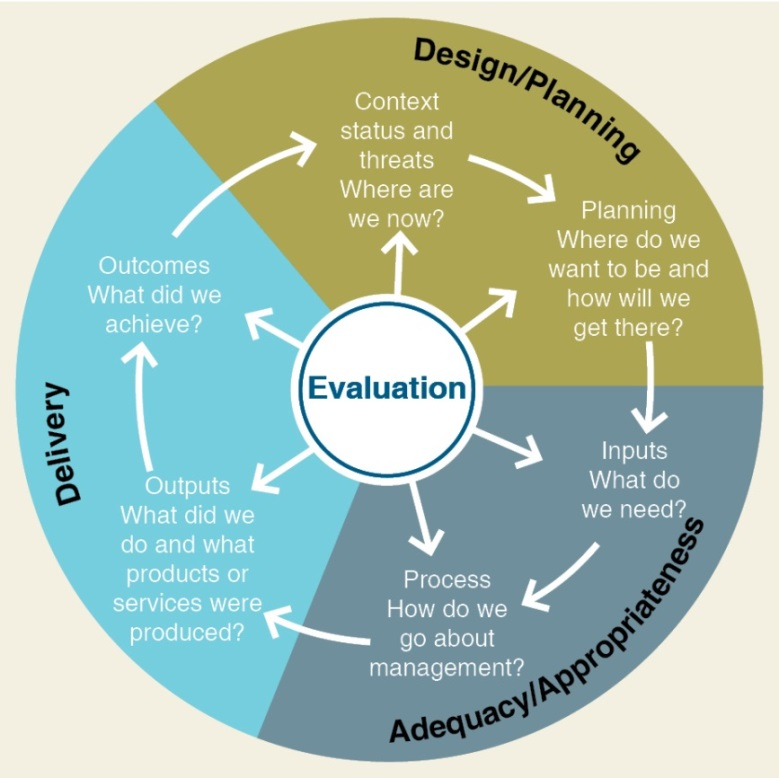 Design/Planning
Context
status and
threats
Where are
we now?
Planning
Where do we
want to be and
how will we
get there?
Inputs
What do
we need?
Adequacy/Appropriateness
Process
How do we
go about
management?
Outputs
What did we
do and what
products or
services were
produced?
Delivery
Outcomes
What did we
achieve?
Evaluation